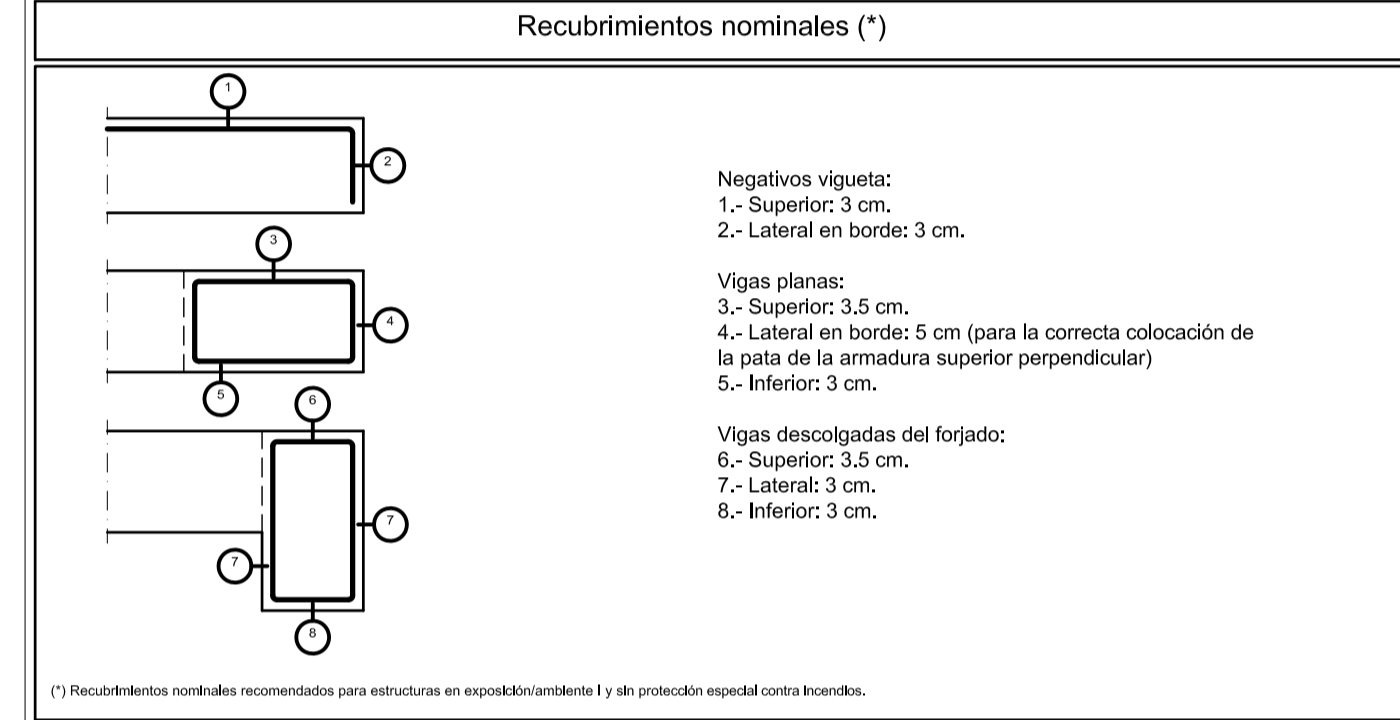 Recubrimientos nominales (*)
1
2
3
4
5
6
7
7
8
Negativos vigueta:
1.- Superior: 3 cm.
2.- Lateral en borde: 3 cm.
Vigas planas:
3.- Superior: 3.5 cm.
4.- Lateral en borde: 5 cm (para la correcta colocación de
la pata de la armadura superior perpendicular)
5.- Inferior: 3 cm.
Vigas descolgadas del forjado:
6.- Superior: 3.5 cm.
7.- Lateral: 3 cm.
8.- Inferior: 3 cm.
(*) Recubrimientos nominales recomendados para estructuras en exposición/ambiente I y sin protección especial contra incendios.